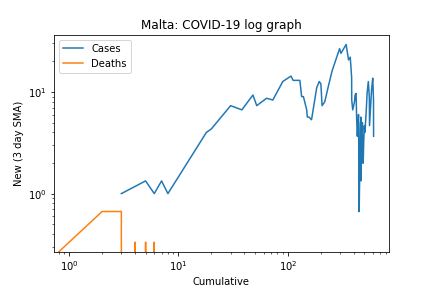 Malta: COVID-19 log graph
Cases
Deaths
New (3 day SMA)
10¹
10⁰
10⁰
10¹
10²
Cumulative